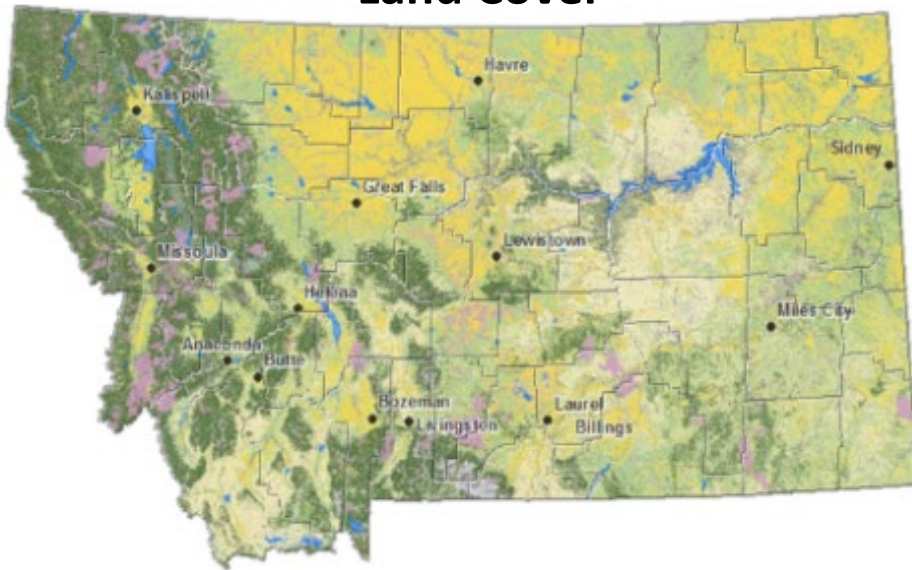 Land Cover
Havre
Kalispell
Sidney
Great Falls
Lewistown
Missoula
Helena
Miles City
Anaconda
Butte
Bozeman
Laurel
Livingston
Billings